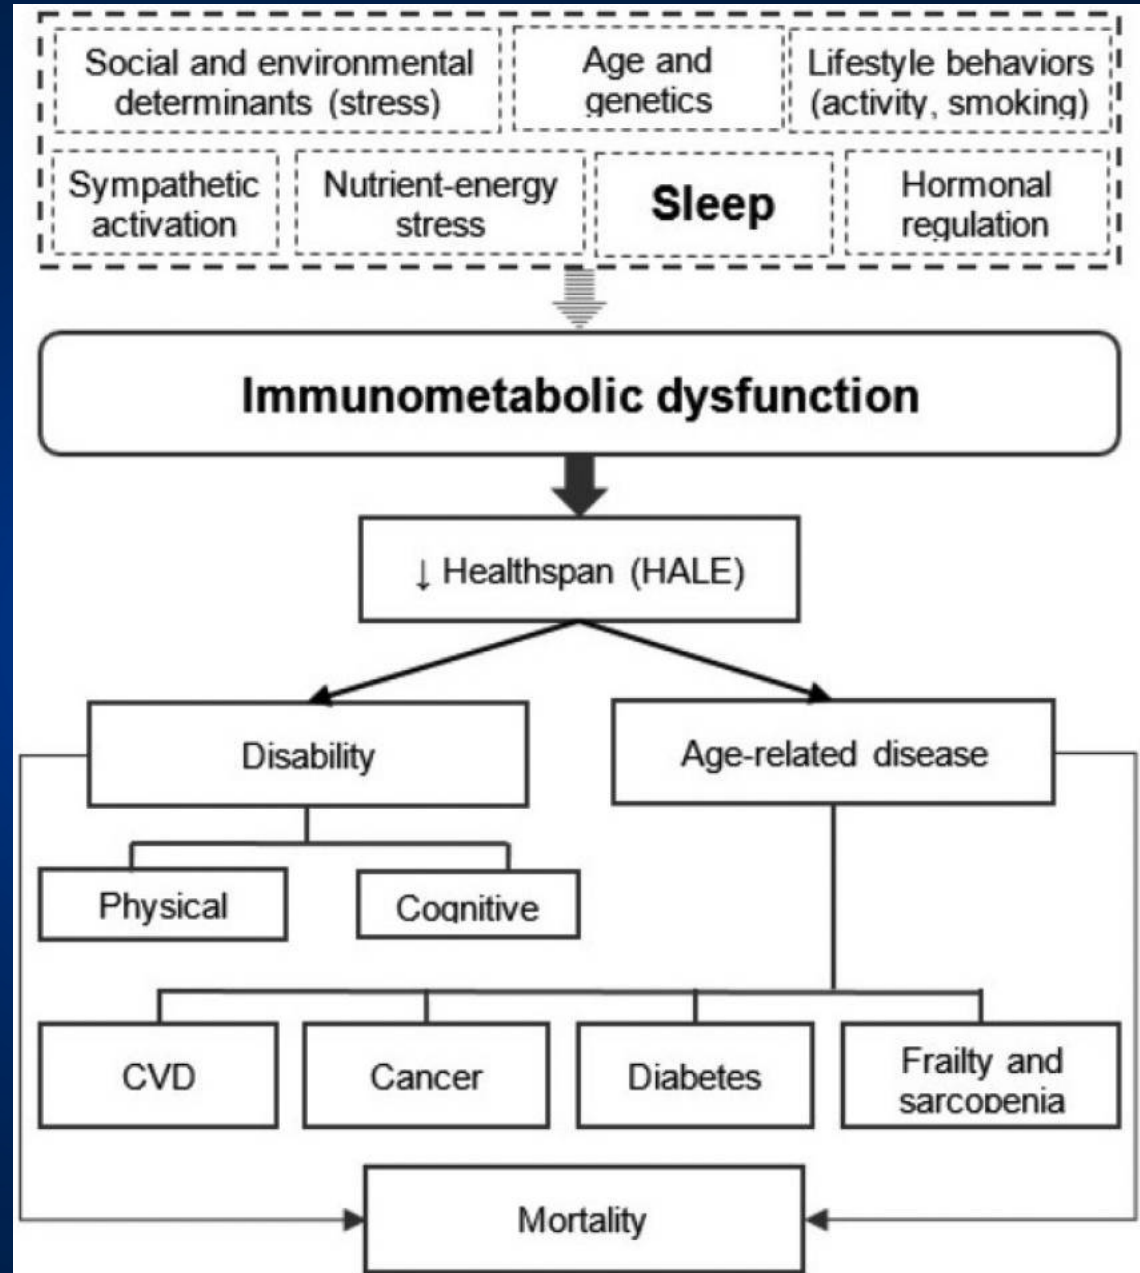 Social and environmental
determinants (stress)
Age and
genetics
Lifestyle behaviors
(activity, smoking)
Sympathetic
activation
Nutrient-energy
stress
Sleep
Hormonal
regulation
Immunometabolic dysfunction
↓ Healthspan (HALE)
Disability
Age-related disease
Physical
Cognitive
CVD
Cancer
Diabetes
Frailty and
sarcopenia
Mortality